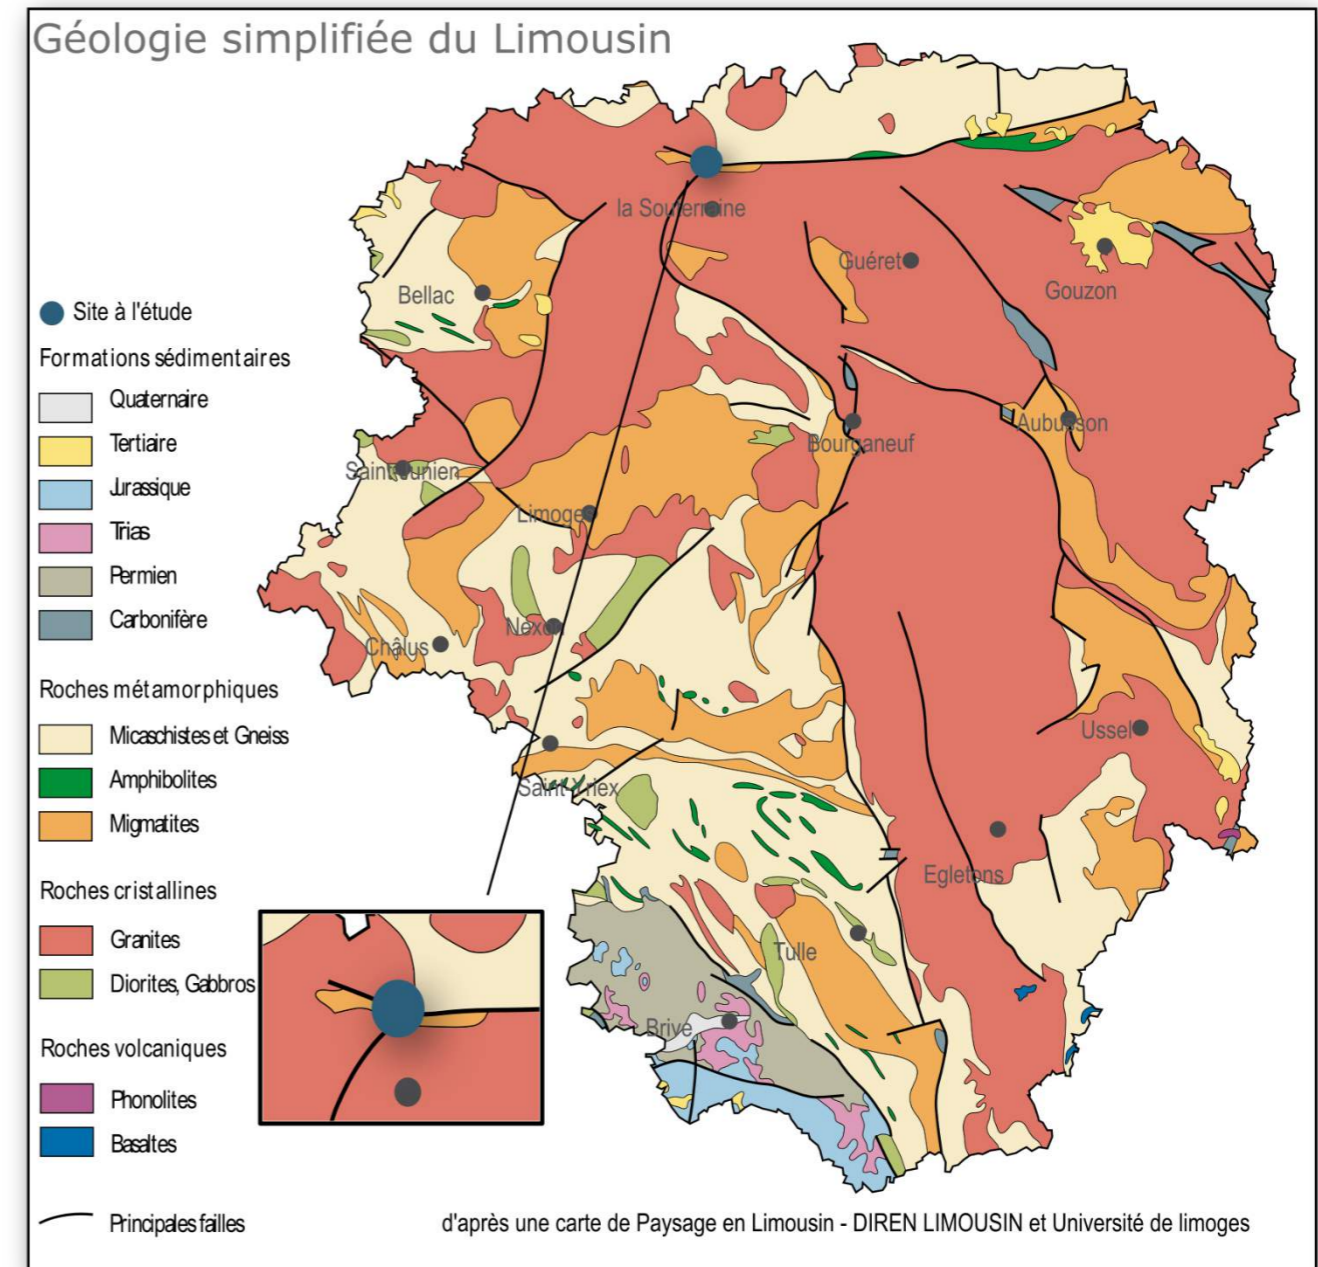 Géologie simplifiée du Limousin
la Souterraine
Guéret
Gouzon
Bellac
Site à l'étude
Formations sédimentaires
Quaternaire
Tertiaire
Jurassique
Trias
Permien
Carbonifère
Aubusson
Bourganeuf
Saint-Junien
Limoges
Nexon
Châlus
Roches métamorphiques
Micaschistes et Gneiss
Amphibolites
Migmatites
Ussel
Saint-Yriex
Egletons
Roches cristallines
Granites
Diorites, Gabbros
Tulle
Brive
Roches volcaniques
Phonolites
Basaltes
Principales failles
d'après une carte de Paysage en Limousin - DIREN LIMOUSIN et Université de limoges